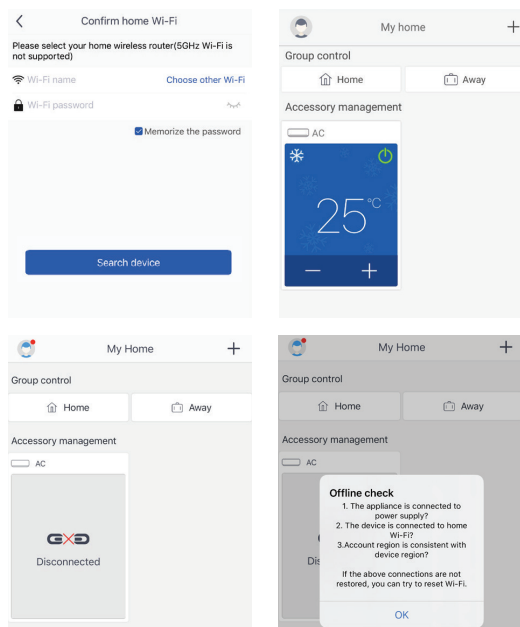 Confirm home Wi-Fi
Please select your home wireless router(5GHz Wi-Fi is
not supported)
Wi-Fi name
Choose other Wi-Fi
Wi-Fi password
Memorize the password
Search device
My home
Group control
Home
Away
Accessory management
AC
25°C
My Home
Group control
Home
Away
Accessory management
AC
Disconnected
My Home
Group control
Home
Away
Accessory management
AC
Dis
Offline check
1. The appliance is connected to
power supply?
2. The device is connected to home
Wi-Fi?
3.Account region is consistent with
device region?
If the above connections are not
restored, you can try to reset Wi-Fi.
OK